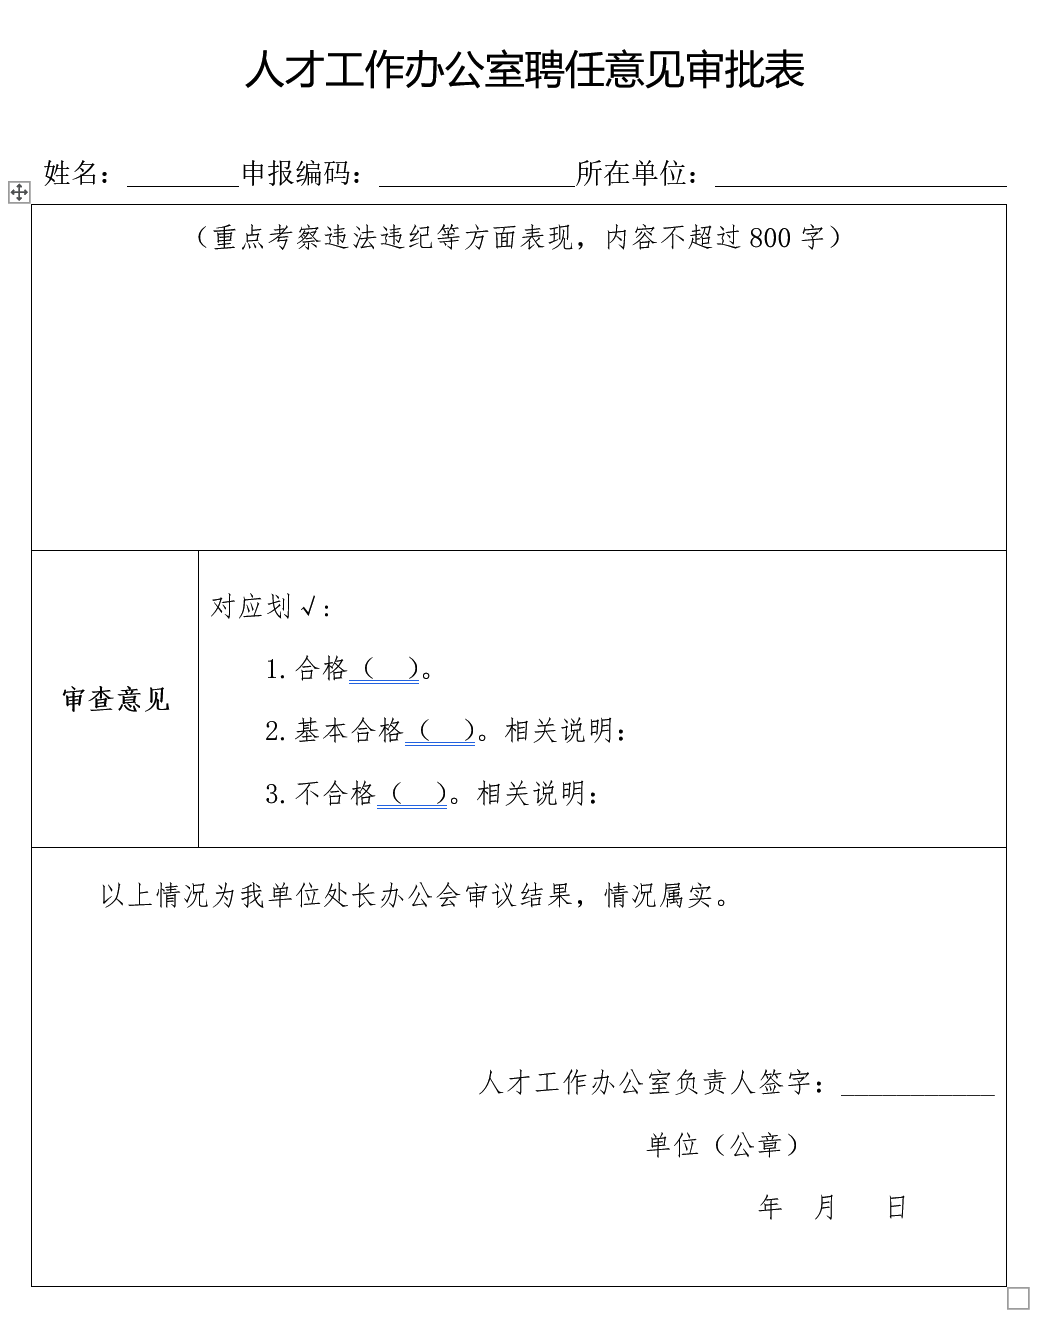 人才工作办公室聘任意见审批表
姓名：________申报编码：______________所在单位：_____________________
（重点考察违法违纪等方面表现，内容不超过 800 字）
对应划√：
1.合格（  ）。
审查意见
2.基本合格（  ）。相关说明：
3.不合格（  ）。相关说明：
以上情况为我单位处长办公会审议结果，情况属实。
人才工作办公室负责人签字：___________
单位（公章）
年 月 日